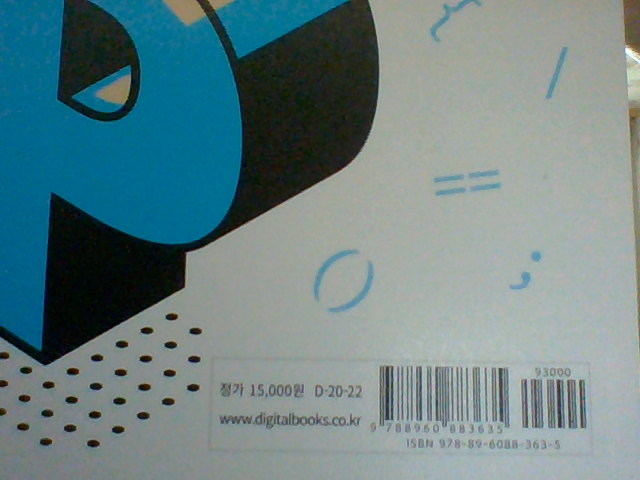 }
/
==
()
;
정가 15,000원 D-20-22
www.digitalbooks.co.kr
93000
9 788960 883635
ISBN 978-89-6088-363-5